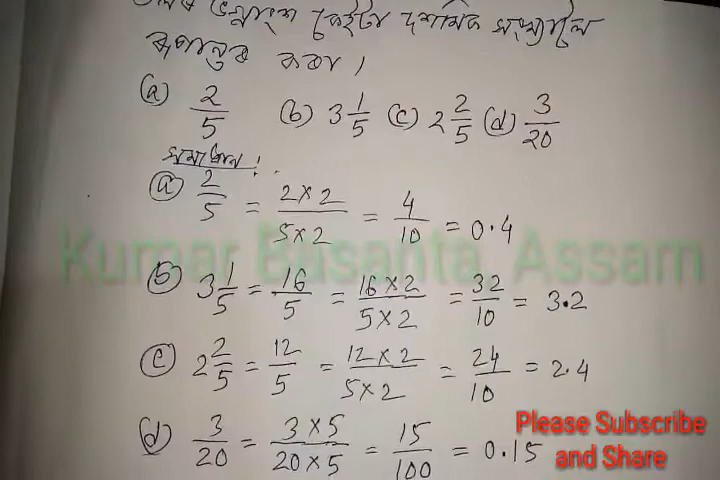 ভগ্নাংশ কেইটা দশমিক সংখ্যালৈ
ৰূপান্তৰ কৰা ।
(a) 2/5 (b) 3 1/5 (c) 2 2/5 (d) 3/20
সমাধান :
(a) 2/5 = 2×2/5×2 = 4/10 = 0.4
Kumar Basanta, Assam
(b) 3 1/5 = 16/5 = 16×2/5×2 = 32/10 = 3.2
(c) 2 2/5 = 12/5 = 12×2/5×2 = 24/10 = 2.4
(d) 3/20 = 3×5/20×5 = 15/100 = 0.15
Please Subscribe
and Share